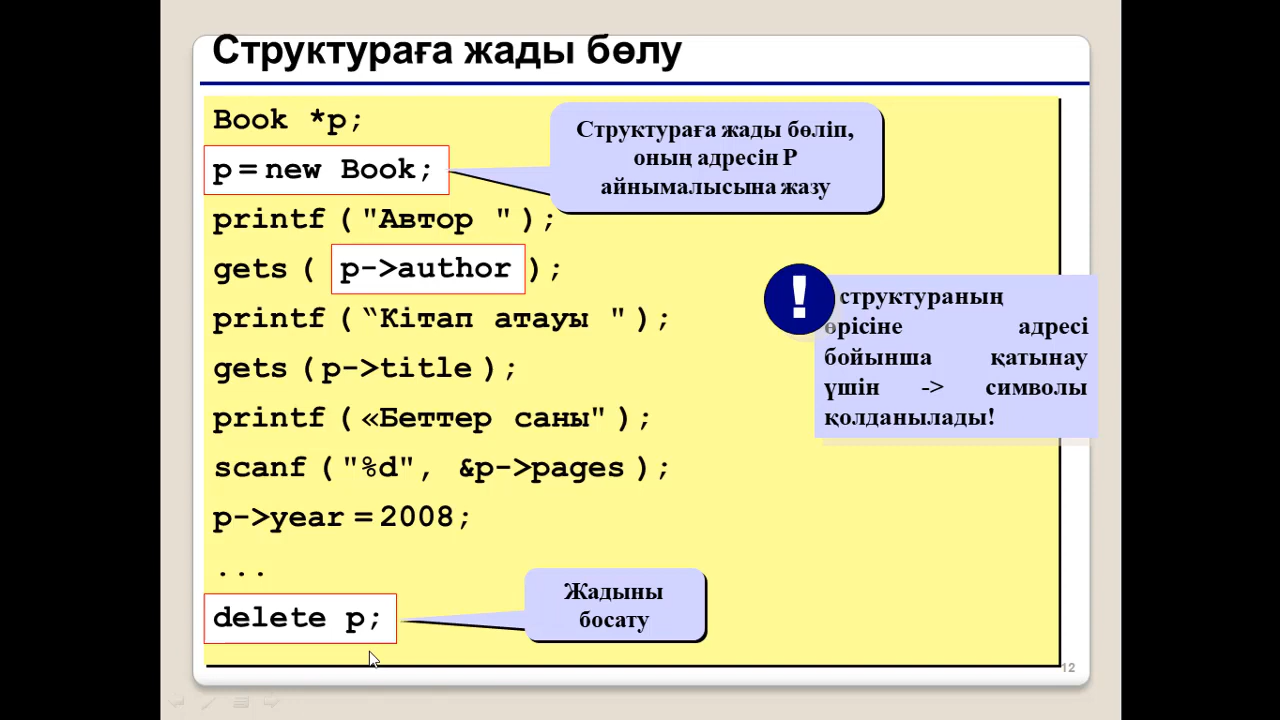 Структураға жады бөлу
Book *p;
p = new Book;
Структураға жады бөліп,
оның адресін P
айнымалысына жазу
printf ("Автор ");
gets ( p->author );
printf (“Кітап атауы ");
gets (p->title );
printf («Беттер саны" );
scanf ("%d", &p->pages );
p->year = 2008;
...
delete p;
! структураның
өрісіне адресі
бойынша қатынау
үшін -> символы
қолданылады!
Жадыны
босату
12